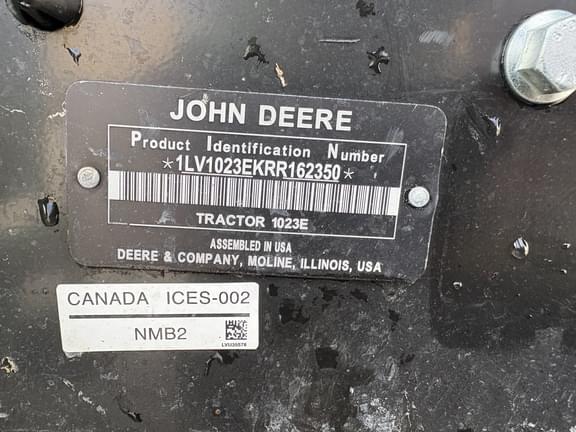 JOHN DEERE
Product Identification Number
*1LV1023EKRR162350*
TRACTOR 1023E
ASSEMBLED IN USA
DEERE & COMPANY, MOLINE, ILLINOIS, USA
CANADA ICES-002
NMB2